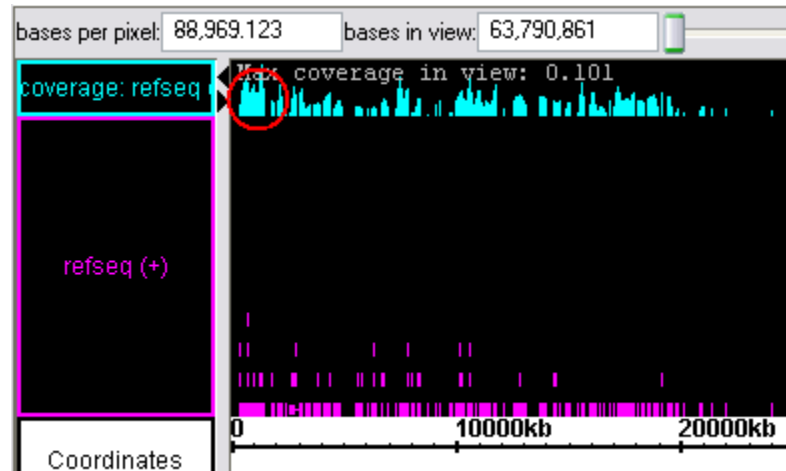 bases per pixel: 88,969.123 bases in view: 63,790,861
coverage: refseq
Max coverage in view: 0.101
refseq (+)
0 10000kb 20000kb
Coordinates